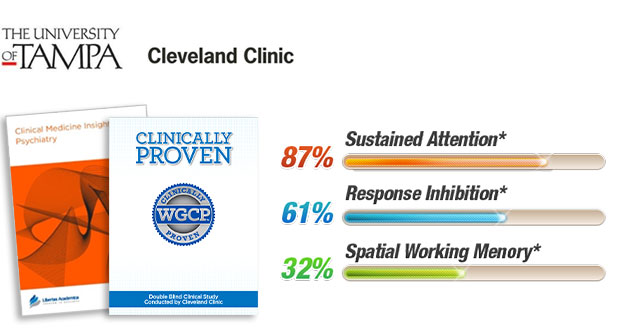 THE UNIVERSITY
OF TAMPA
Cleveland Clinic
Clinical Medicine Insights
Psychiatry
Libertas Academica
CLINICALLY
PROVEN
CLINICALLY
WGCP
PROVEN
Double Blind Clinical Study
Conducted by Cleveland Clinic
Sustained Attention*
87%
Response Inhibition*
61%
Spatial Working Menory*
32%